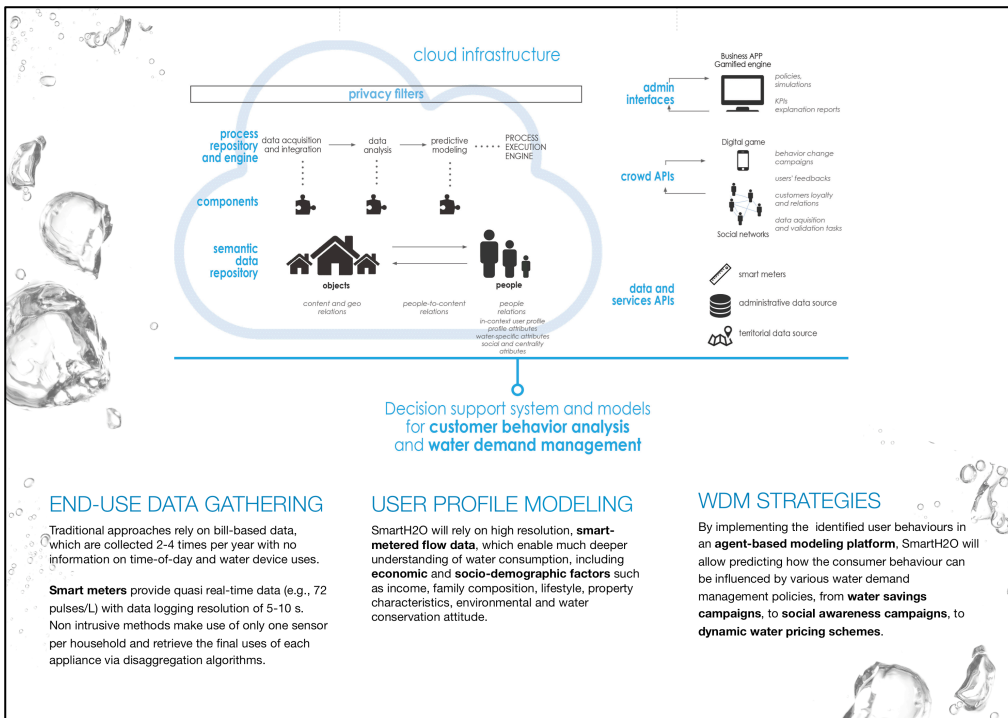 cloud infrastructure
privacy filters
process
repository
and engine
data acquisition
and integration
data
analysis
predictive
modeling
PROCESS
EXECUTION
ENGINE
components
semantic
data
repository
objects
people
content and geo
relations
people-to-content
relations
people
relations
in-context user profile
profile attributes
water-specific attributes
social and centrality
atributes
Business APP
Gamified engine
admin
interfaces
policies,
simulations
KPIs
explanation reports
Digital game
crowd APIs
behavior change
campaigns
users' feedbacks
customers loyalty
and relations
data aquisition
and validation tasks
Social networks
data and
services APIs
smart meters
administrative data source
territorial data source
Decision support system and models
for customer behavior analysis
and water demand management
END-USE DATA GATHERING
Traditional approaches rely on bill-based data,
which are collected 2-4 times per year with no
information on time-of-day and water device uses.
Smart meters provide quasi real-time data (e.g., 72
pulses/L) with data logging resolution of 5-10 s.
Non intrusive methods make use of only one sensor
per household and retrieve the final uses of each
appliance via disaggregation algorithms.
USER PROFILE MODELING
SmartH2O will rely on high resolution, smart-
metered flow data, which enable much deeper
understanding of water consumption, including
economic and socio-demographic factors such
as income, family composition, lifestyle, property
characteristics, environmental and water
conservation attitude.
WDM STRATEGIES
By implementing the identified user behaviours in
an agent-based modeling platform, SmartH2O will
allow predicting how the consumer behaviour can
be influenced by various water demand
management policies, from water savings
campaigns, to social awareness campaigns, to
dynamic water pricing schemes.